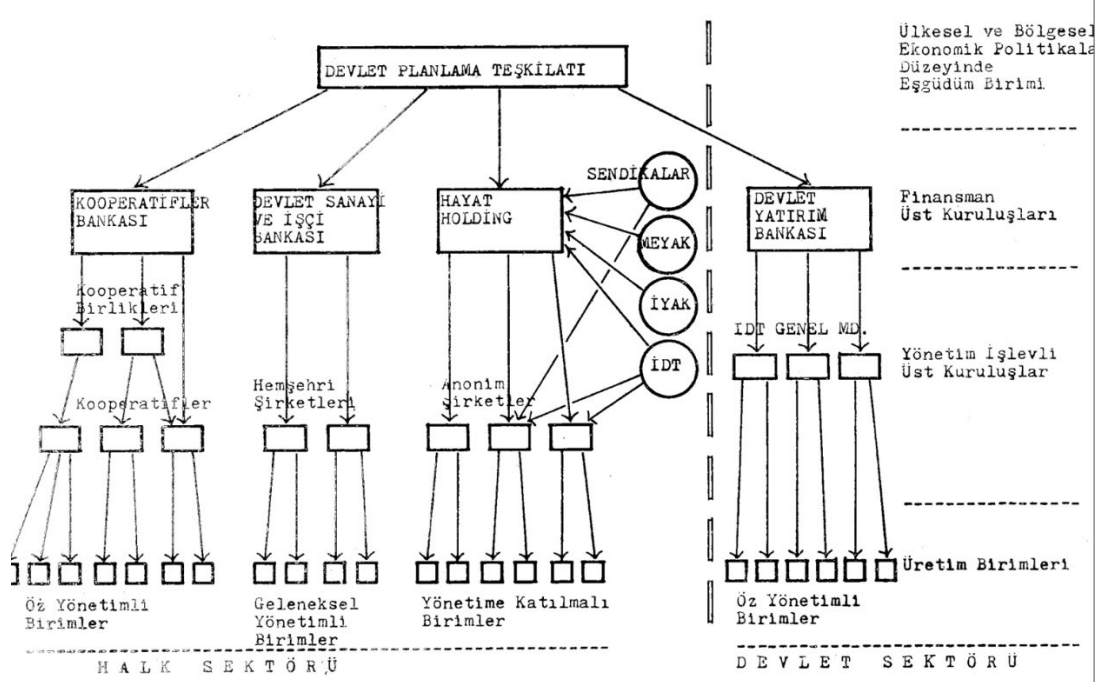 Ülkesel ve Bölgesel
Ekonomik Politikala
Düzeyinde
Eşgüdüm Birimi
DEVLET PLANLAMA TEŞKİLATI
SENDİKALAR
KOOPERATİFLER
BANKASI
DEVLET SANAYİ
VE İŞÇİ
BANKASI
HAYAT
HOLDİNG
DEVLET
YATIRIM
BANKASI
Finansman
Üst Kuruluşları
MEYAK
Kooperatif
Birlikleri
İYAK
IDT GENEL MD.
İDT
Yönetim İşlevli
Üst Kuruluşlar
Kooperatifler
Hemşehri
Şirketleri
Anonim
Şirketler
Üretim Birimleri
Öz Yönetimli
Birimler
Geleneksel
Yönetimli
Birimler
Yönetime Katılmalı
Birimler
Öz Yönetimli
Birimler
HALK SEKTÖRÜ
DEVLET SEKTÖRÜ